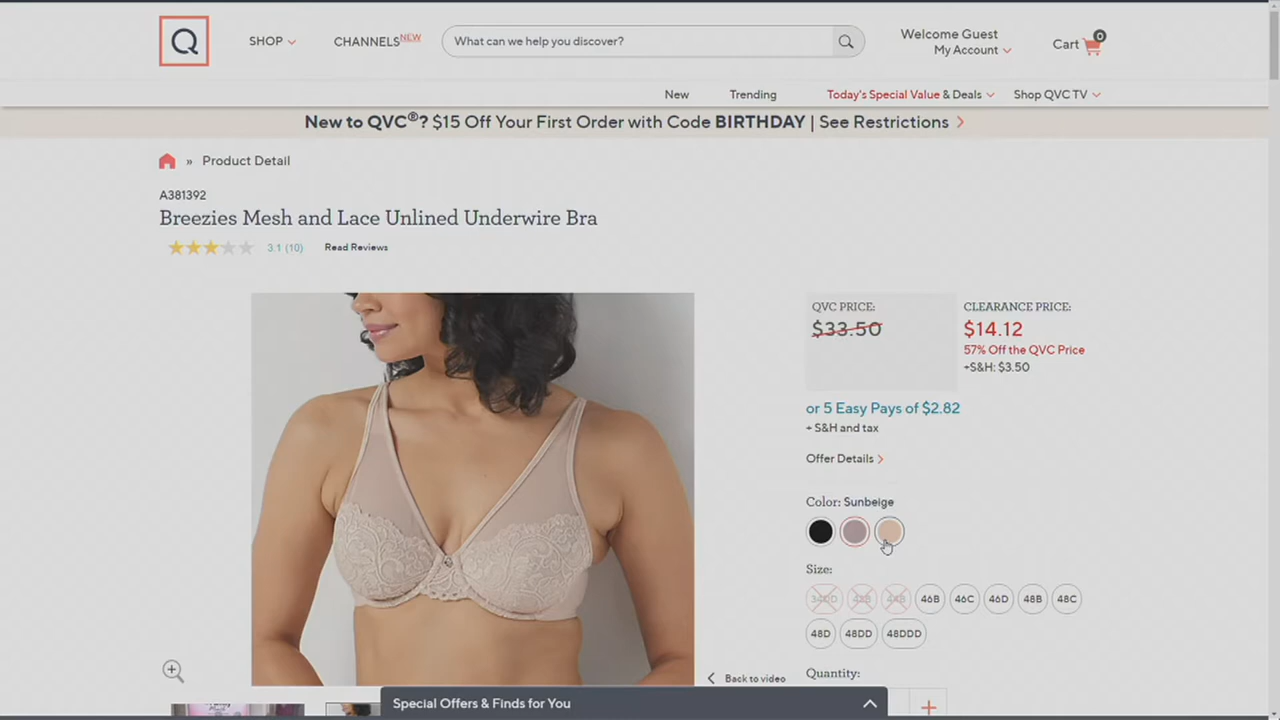 Q
SHOP
CHANNELS NEW
What can we help you discover?
Welcome Guest
My Account
Cart 0
New
Trending
Today's Special Value & Deals
Shop QVC TV
New to QVC®? $15 Off Your First Order with Code BIRTHDAY | See Restrictions
» Product Detail
A381392
Breezies Mesh and Lace Unlined Underwire Bra
3.1 (10) Read Reviews
QVC PRICE:
$33.50
CLEARANCE PRICE:
$14.12
57% Off the QVC Price
+S&H: $3.50
or 5 Easy Pays of $2.82
+ S&H and tax
Offer Details
Color: Sunbeige
Size:
46B 46C 46D 48B 48C
48D 48DD 48DDD
Quantity:
+
Back to video
Special Offers & Finds for You